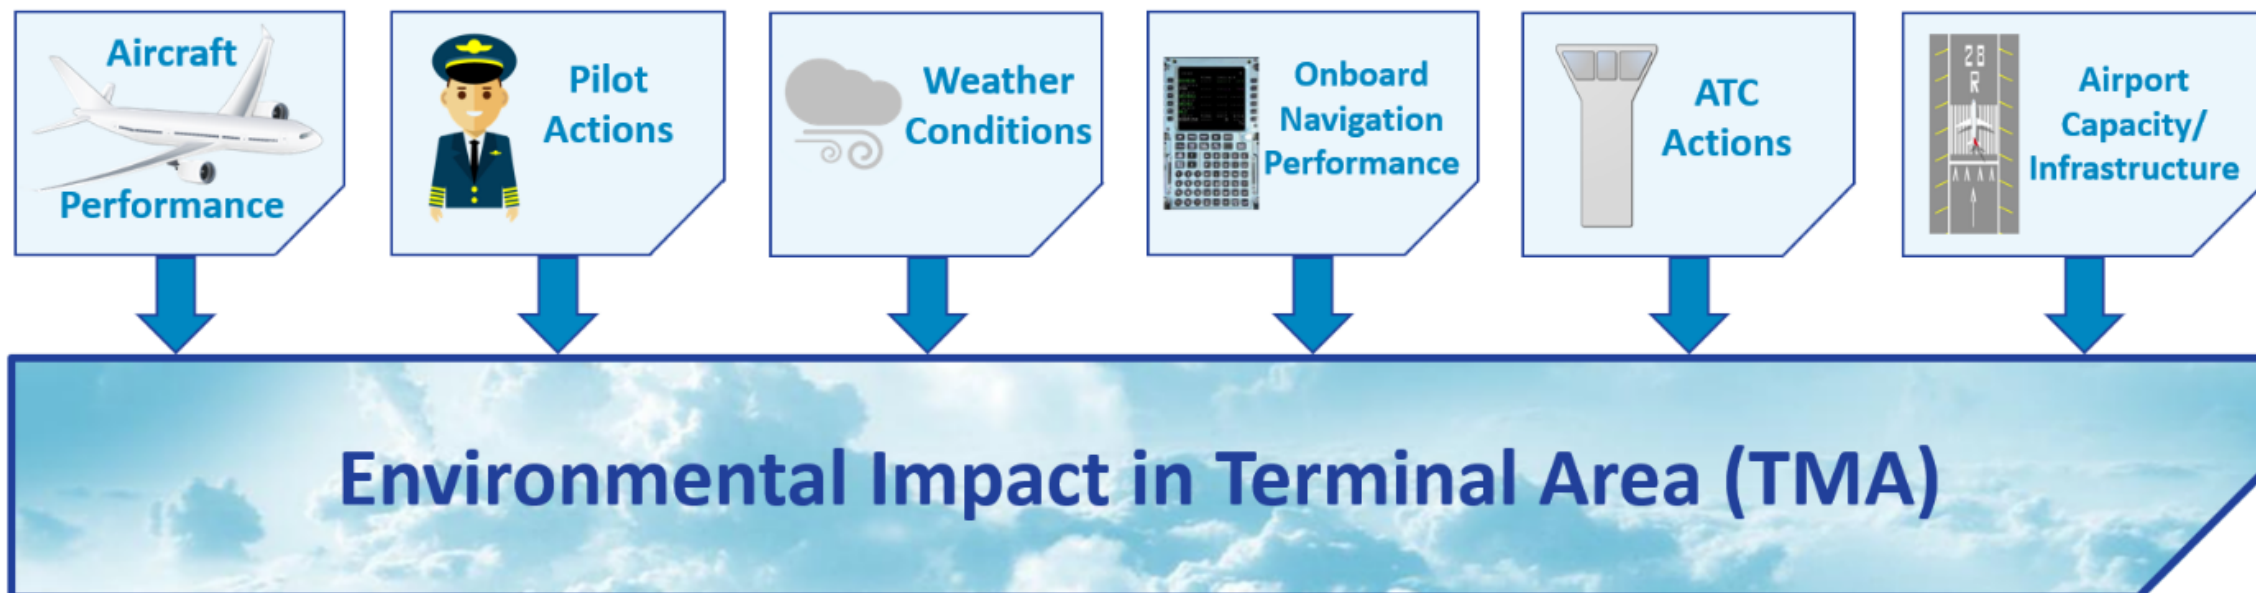 Aircraft
Performance
Pilot
Actions
Weather
Conditions
Onboard
Navigation
Performance
ATC
Actions
28
R
Airport
Capacity/
Infrastructure
Environmental Impact in Terminal Area (TMA)